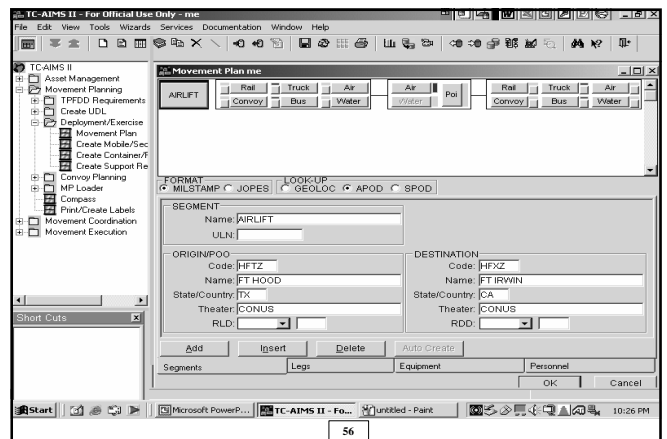 TC-AIMS II - For Official Use Only - me
File Edit View Tools Wizards Specifications Documentation Window Help
TC-AIMS II
Asset Management
Movement Planning
TPFDD Requirements
Create UDL
Deployment/Exercise
Movement Plan
Create Mobile/Sec
Create Container/F
Create Support Re
Convoy Planning
MP Loader
Compass
Print/Create Labels
Movement Coordination
Movement Execution
Short Cuts
Movement Plan me
AIRLIFT Rail Truck Air Air Poi Rail Truck Air
Convoy Bus Water Water Convoy Bus Water
FORMAT LOOK-UP
MILSTAMP JOPES GEOLOC APOD SPOD
SEGMENT
Name: AIRLIFT
ULN:
ORIGIN/POO DESTINATION
Code: HFTZ Code: HFXZ
Name: FT HOOD Name: FT IRWIN
State/Country: TX State/Country: CA
Theater: CONUS Theater: CONUS
RLD: RDD:
Add Insert Delete Auto Create
Segments Legs Equipment Personnel
OK Cancel
Start Microsoft PowerP... TC-AIMS II - Fo... untitled - Paint 10:26 PM
56